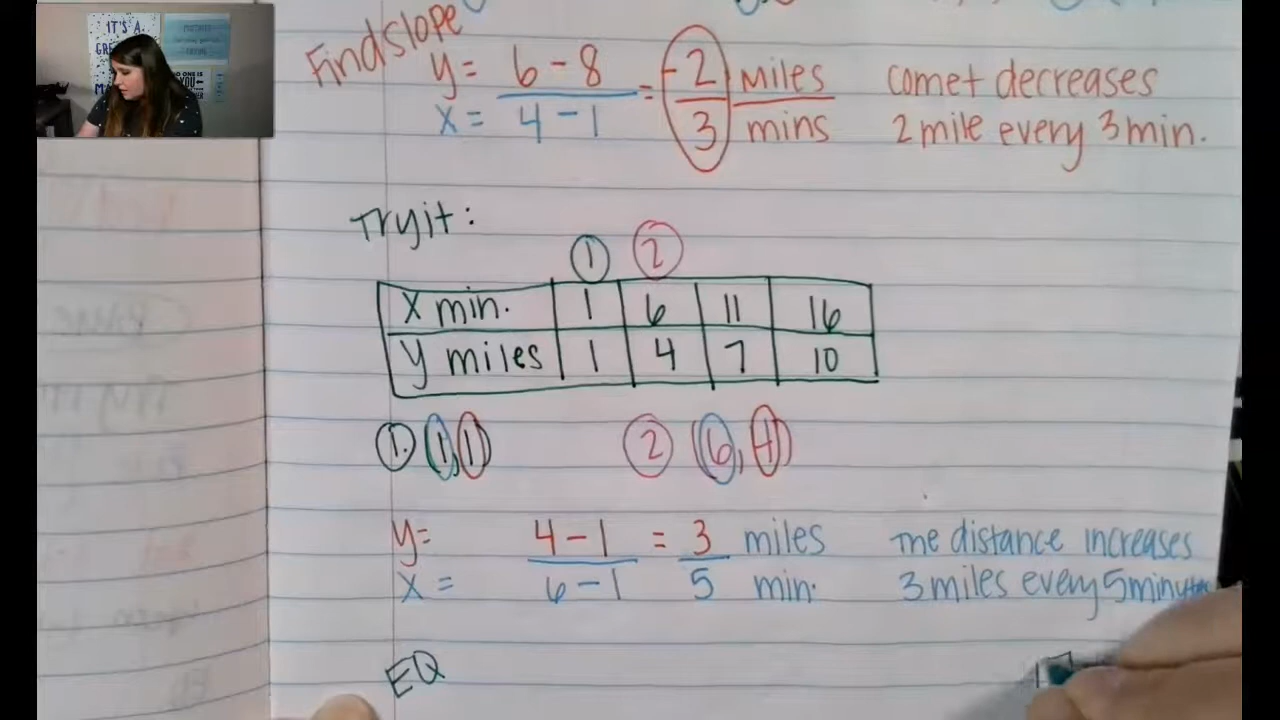 IT'S A
Find slope
y = 6 - 8 = -2 miles comet decreases
x = 4 - 1 3 mins 2 mile every 3 min.
Try it:
1 2
X min. 1 6 11 16
y miles 1 4 7 10
1. (1,1) 2 (6,4)
y= 4 - 1 = 3 miles The distance increases
x = 6 - 1 5 min. 3 miles every 5 minutes
EQ